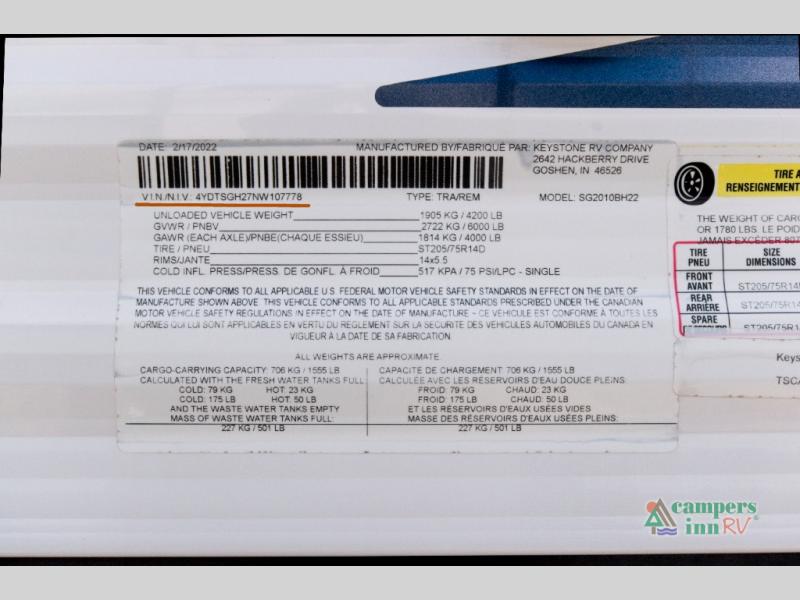 DATE: 2/17/2022 MANUFACTURED BY/FABRIQUE PAR: KEYSTONE RV COMPANY
2642 HACKBERRY DRIVE
GOSHEN, IN 46526
V.I.N./N.I.V.: 4YDTSGH27NW107778 TYPE: TRA/REM MODEL: SG2010BH22
UNLOADED VEHICLE WEIGHT 1905 KG / 4200 LB
GVWR / PNBV 2722 KG / 6000 LB
GAWR (EACH AXLE)/PNBE(CHAQUE ESSIEU) 1814 KG / 4000 LB
TIRE / PNEU ST205/75R14D
RIMS/JANTE 14x5.5
COLD INFL. PRESS/PRESS. DE GONFL. À FROID 517 KPA / 75 PSI/LPC - SINGLE
THIS VEHICLE CONFORMS TO ALL APPLICABLE U.S. FEDERAL MOTOR VEHICLE SAFETY STANDARDS IN EFFECT ON THE DATE OF
MANUFACTURE SHOWN ABOVE. THIS VEHICLE CONFORMS TO ALL APPLICABLE STANDARDS PRESCRIBED UNDER THE CANADIAN
MOTOR VEHICLE SAFETY REGULATIONS IN EFFECT ON THE DATE OF MANUFACTURE - CE VÉHICULE EST CONFORME À TOUTES LES
NORMES QUI LUI SONT APPLICABLES EN VERTU DU RÈGLEMENT SUR LA SÉCURITÉ DES VÉHICULES AUTOMOBILES DU CANADA EN
VIGUEUR À LA DATE DE SA FABRICATION.
ALL WEIGHTS ARE APPROXIMATE.
CARGO-CARRYING CAPACITY: 706 KG / 1555 LB
CALCULATED WITH THE FRESH WATER TANKS FULL:
COLD: 79 KG HOT: 23 KG
COLD: 175 LB HOT: 50 LB
AND THE WASTE WATER TANKS EMPTY
MASS OF WASTE WATER TANKS FULL:
227 KG / 501 LB
CAPACITÉ DE CHARGEMENT: 706 KG / 1555 LB
CALCULÉE AVEC LES RÉSERVOIRS D'EAU DOUCE PLEINS:
FROID: 79 KG CHAUD: 23 KG
FROID: 175 LB CHAUD: 50 LB
ET LES RÉSERVOIRS D'EAUX USÉES VIDES
MASSE DES RÉSERVOIRS D'EAUX USÉES PLEINS:
227 KG / 501 LB
TIRE A
RENSEIGNEMENT
THE WEIGHT OF CARGO
OR 1780 LBS. LE POID
JAMAIS EXCÉDER 807
TIRE SIZE
PNEU DIMENSIONS
FRONT
AVANT ST205/75R14
REAR
ARRIÈRE ST205/75R14
SPARE
ST205/75R1
Keys
TSCA
campers
inn RV